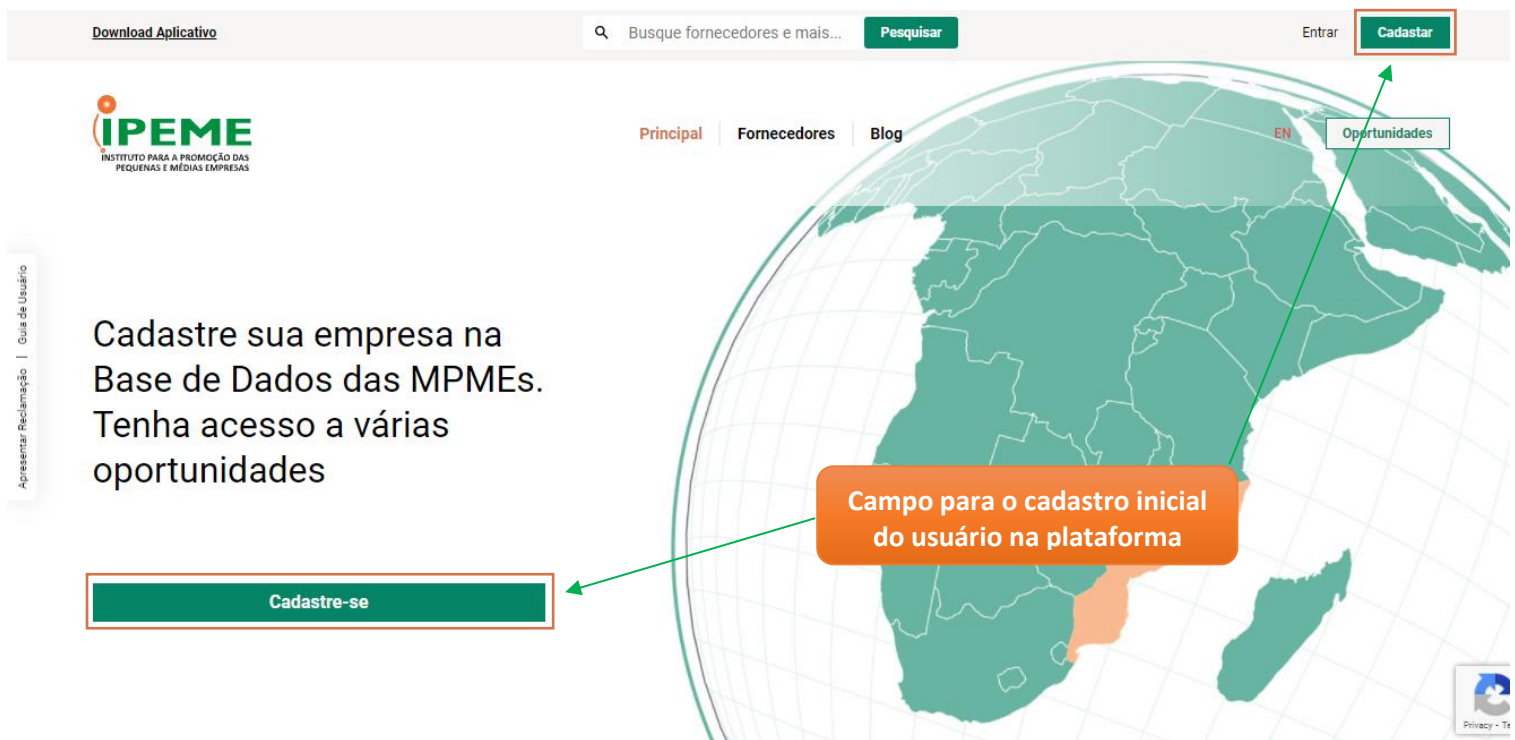 Download Aplicativo
Busque fornecedores e mais...
Pesquisar
Entrar
Cadastar
IPEME
INSTITUTO PARA A PROMOÇÃO DAS
PEQUENAS E MÉDIAS EMPRESAS
Principal
Fornecedores
Blog
EN
Oportunidades
Apresentar Reclamação | Guia de Usuário
Cadastre sua empresa na
Base de Dados das MPMEs.
Tenha acesso a várias
oportunidades
Campo para o cadastro inicial
do usuário na plataforma
Cadastre-se
Privacy - Te